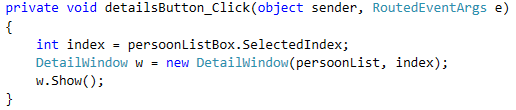 private void detailsButton_Click(object sender, RoutedEventArgs e)
{
    int index = persoonListBox.SelectedIndex;
    DetailWindow w = new DetailWindow(persoonList, index);
    w.Show();
}